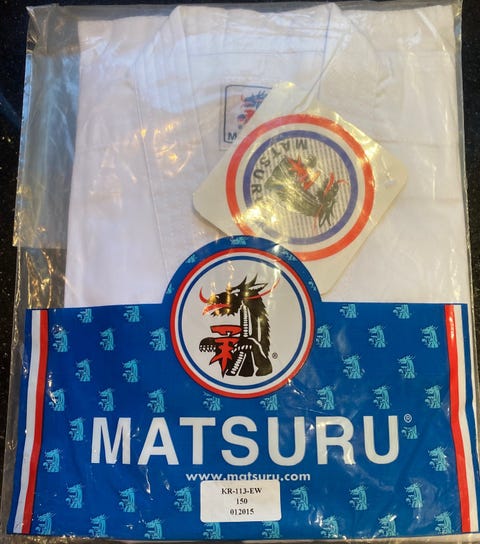 MATSURU
MATSURU®
www.matsuru.com
KR-113-EW
150
012015